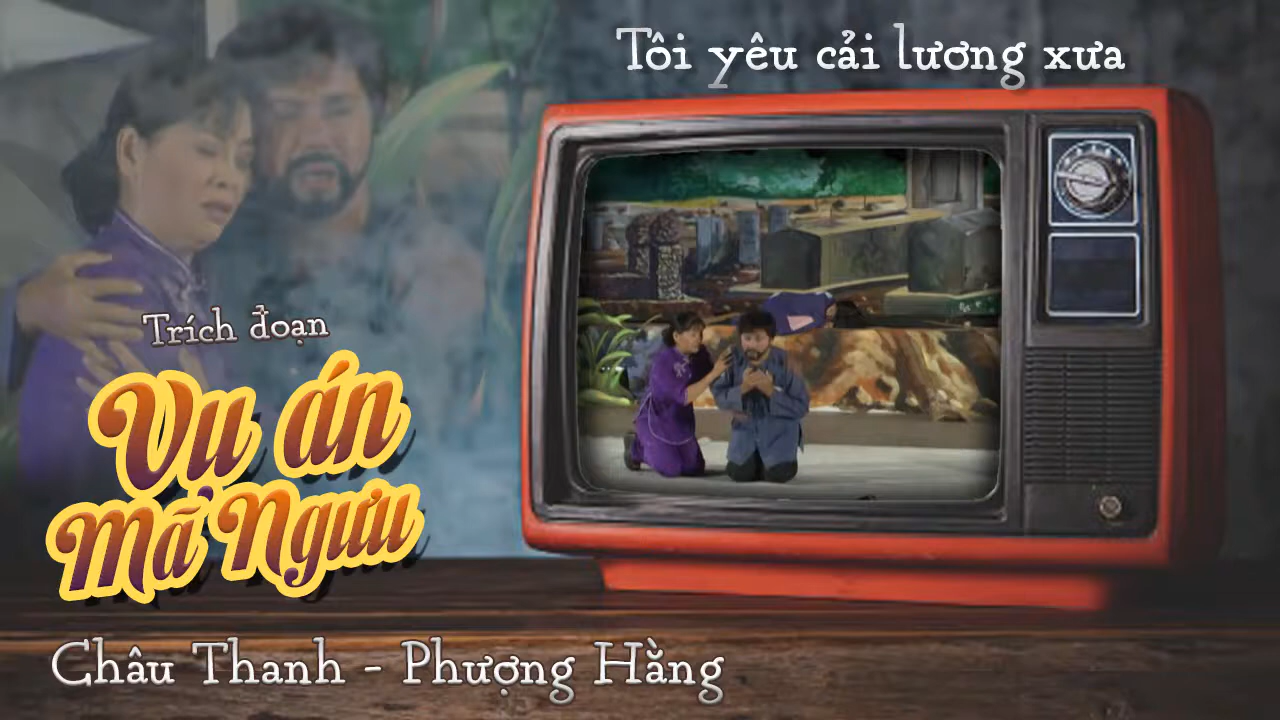 Tôi yêu cải lương xưa
Trích đoạn
Vụ án
Mã Ngưu
Châu Thanh - Phượng Hằng